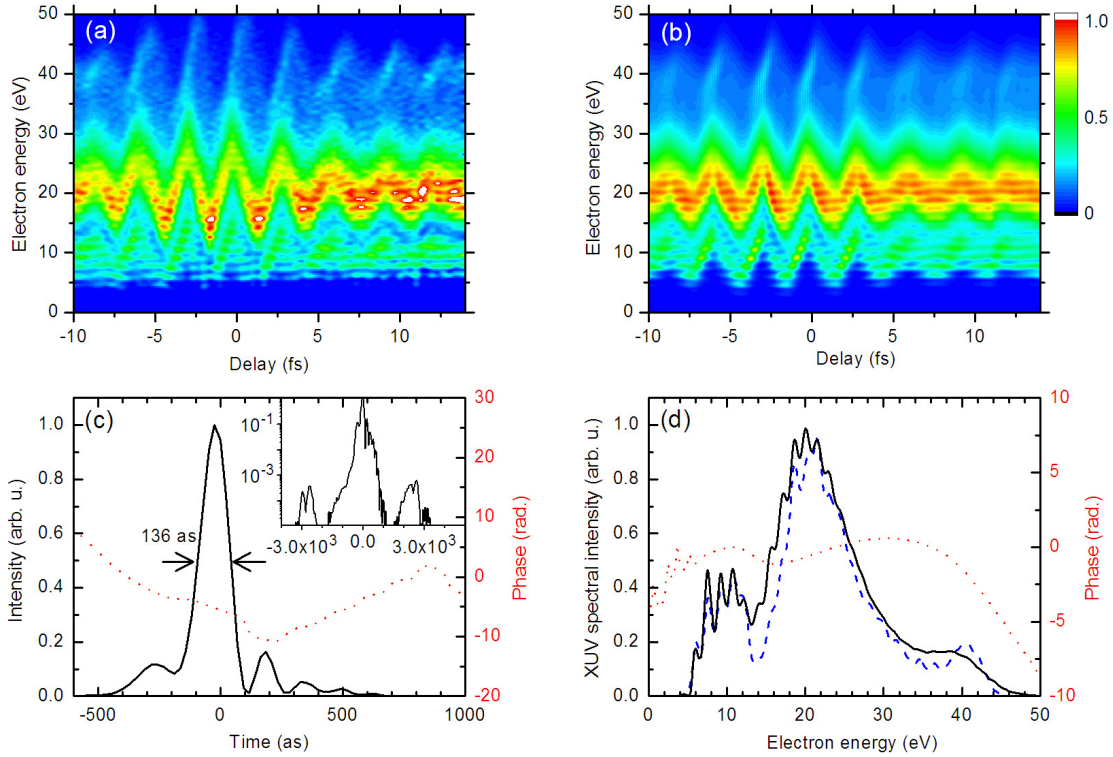 (a)
Electron energy (eV)
50
40
30
20
10
0
-10 -5 0 5 10
Delay (fs)
(b)
Electron energy (eV)
50
40
30
20
10
0
-10 -5 0 5 10
Delay (fs)
1.0
0.5
0
(c)
Intensity (arb. u.)
1.0
0.8
0.6
0.4
0.2
0.0
-500 0 500 1000
Time (as)
136 as
10⁻¹
10⁻³
-3.0x10³ 0.0 3.0x10³
30
20
10
0
-10
-20
Phase (rad.)
(d)
XUV spectral intensity (arb. u.)
1.0
0.8
0.6
0.4
0.2
0.0
0 10 20 30 40 50
Electron energy (eV)
10
5
0
-5
-10
Phase (rad.)